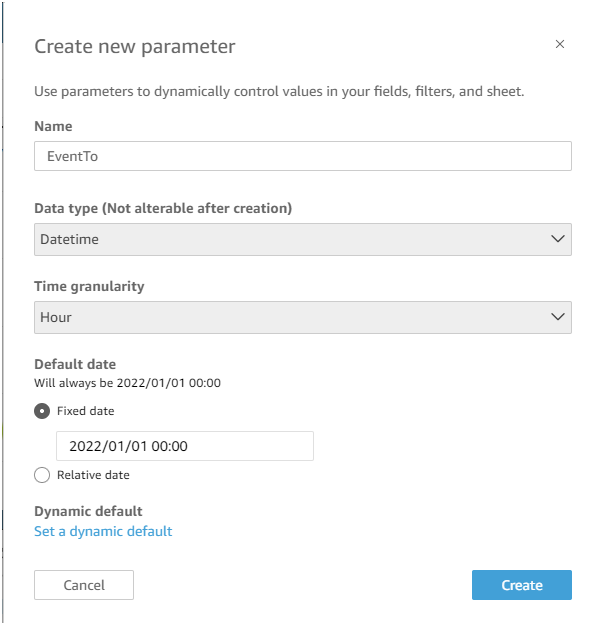 Create new parameter
Use parameters to dynamically control values in your fields, filters, and sheet.
Name
EventTo
Data type (Not alterable after creation)
Datetime
Time granularity
Hour
Default date
Will always be 2022/01/01 00:00
Fixed date
2022/01/01 00:00
Relative date
Dynamic default
Set a dynamic default
Cancel Create